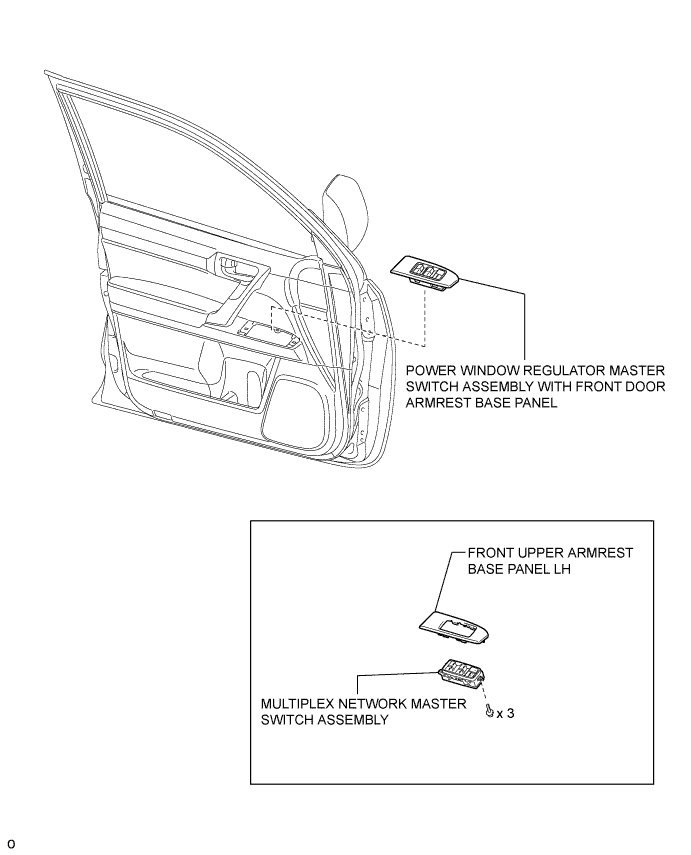 POWER WINDOW REGULATOR MASTER
SWITCH ASSEMBLY WITH FRONT DOOR
ARMREST BASE PANEL
FRONT UPPER ARMREST
BASE PANEL LH
MULTIPLEX NETWORK MASTER
SWITCH ASSEMBLY
x 3
O